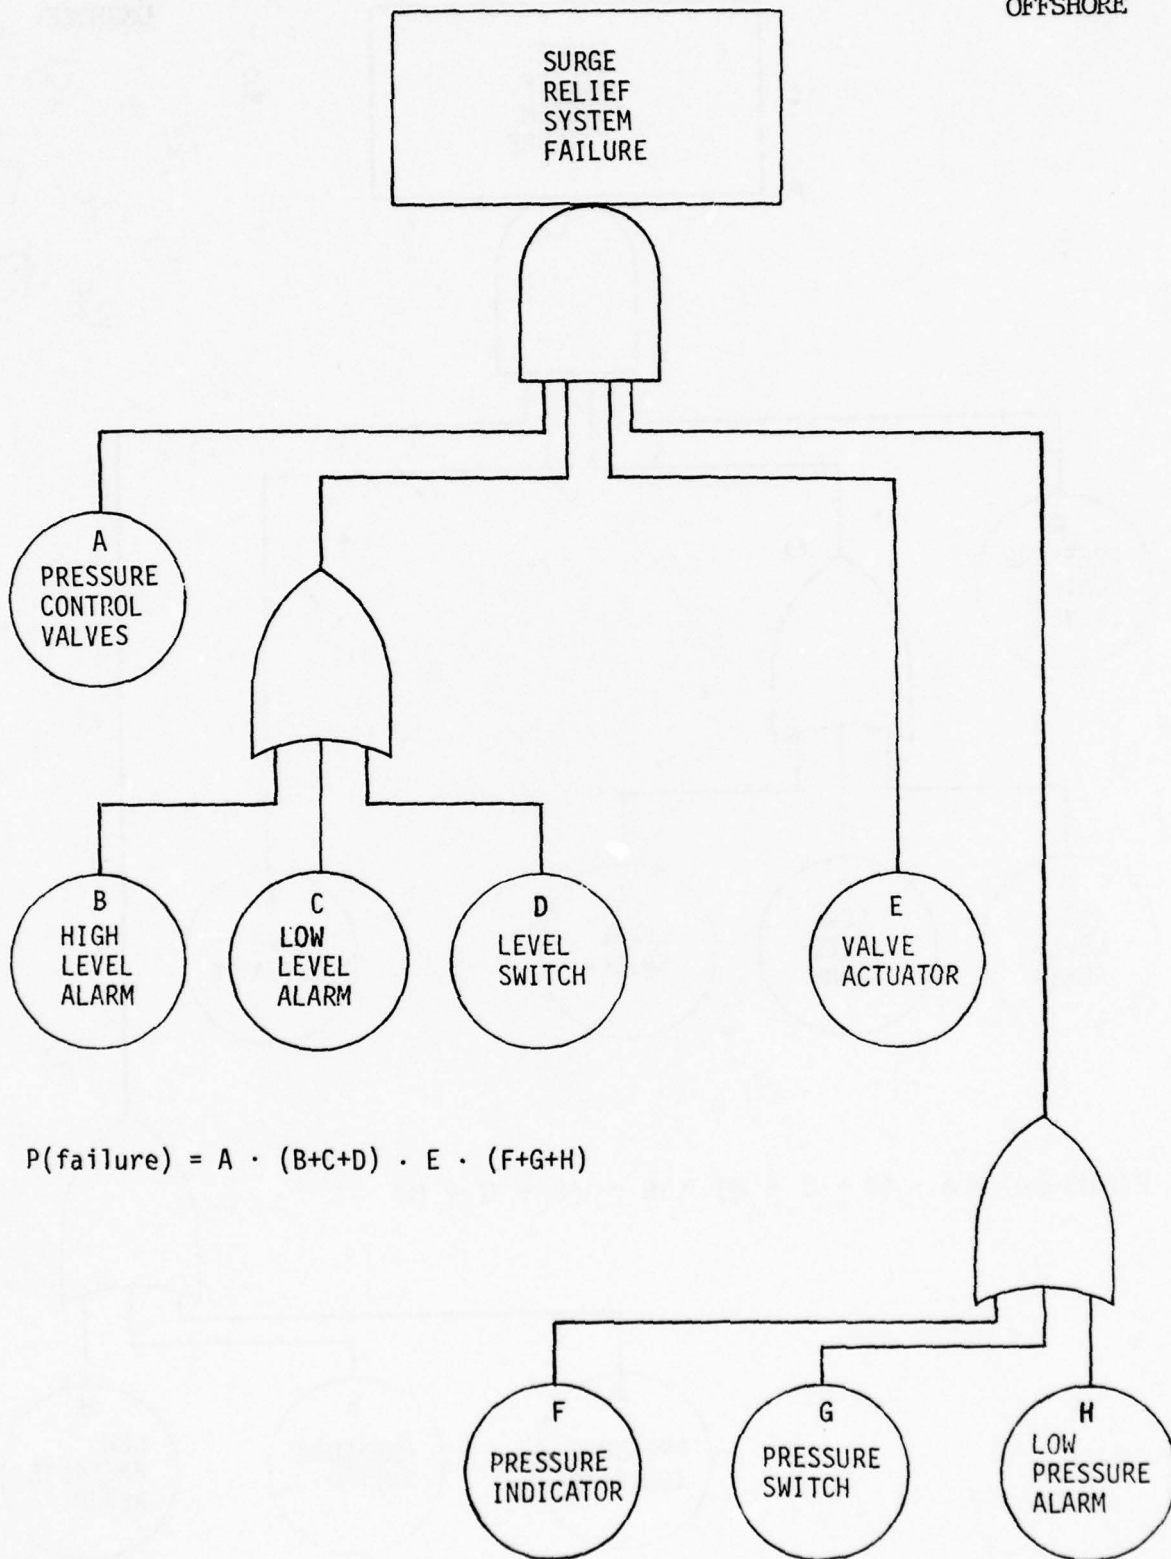 OFFSHORE
SURGE
RELIEF
SYSTEM
FAILURE
A
PRESSURE
CONTROL
VALVES
B
HIGH
LEVEL
ALARM
C
LOW
LEVEL
ALARM
D
LEVEL
SWITCH
E
VALVE
ACTUATOR
P(failure) = A · (B+C+D) · E · (F+G+H)
F
PRESSURE
INDICATOR
G
PRESSURE
SWITCH
H
LOW
PRESSURE
ALARM